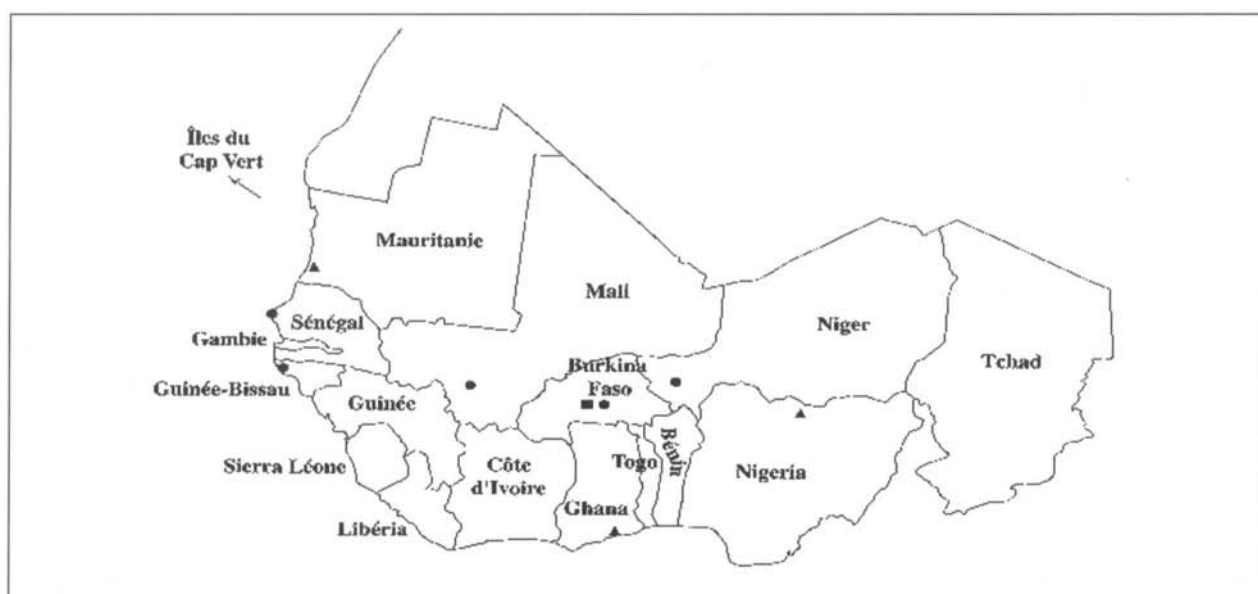 Îles du
Cap Vert
Mauritanie
Mali
Niger
Tchad
Sénégal
Gambie
Guinée-Bissau
Guinée
Burkina
Faso
Sierra Léone
Côte
d'Ivoire
Togo
Bénin
Nigeria
Ghana
Libéria